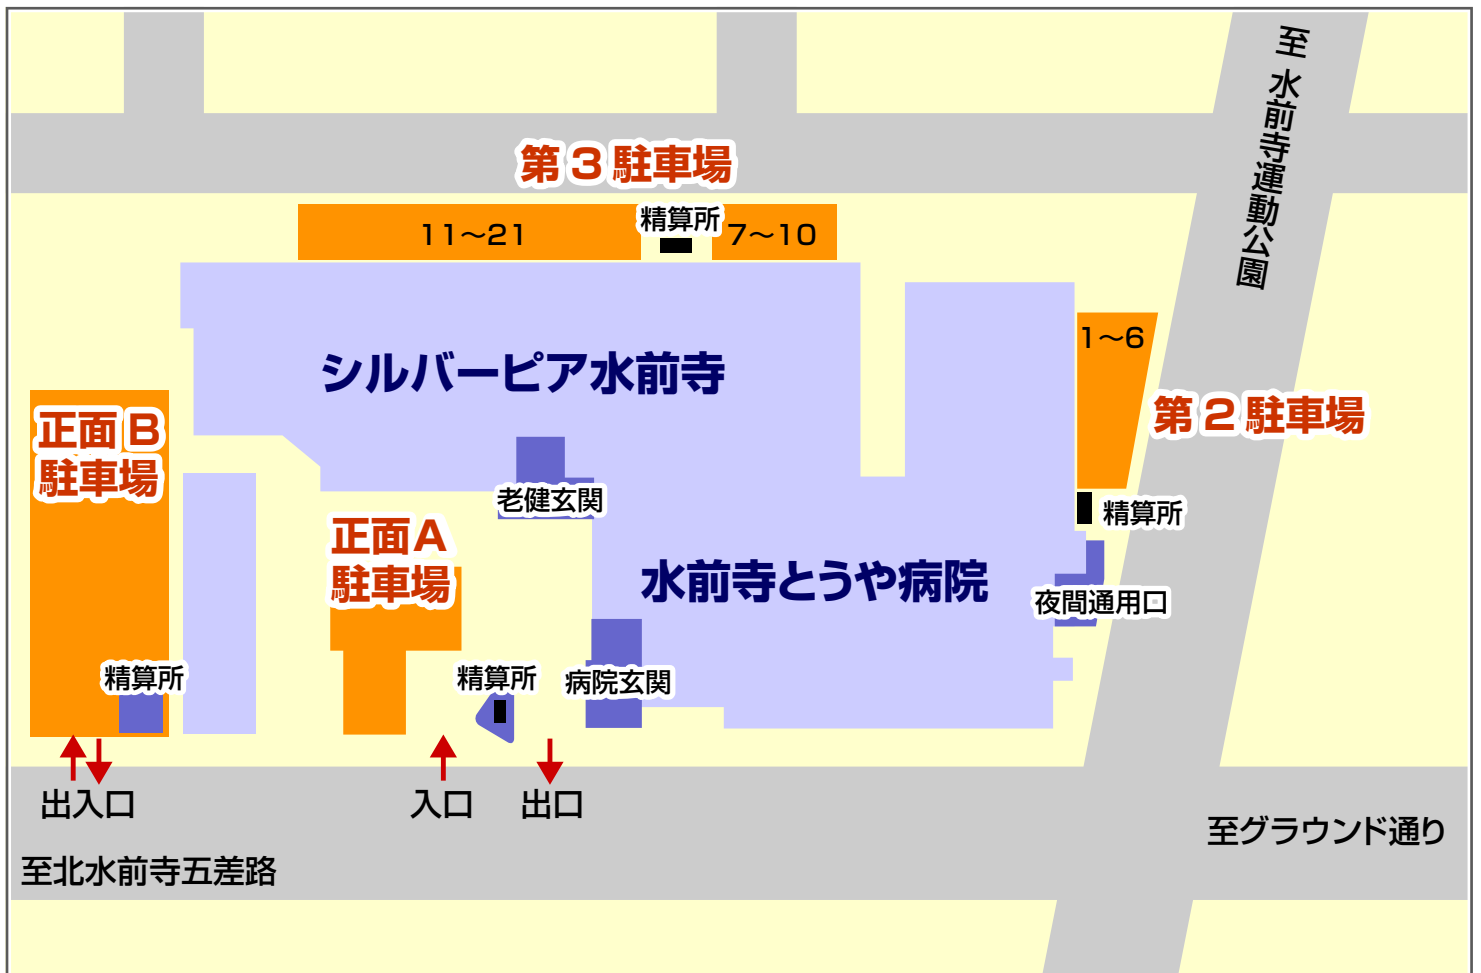 至 水前寺運動公園
第3駐車場
精算所
11〜21
7〜10
1〜6
シルバーピア水前寺
第2駐車場
正面B
駐車場
老健玄関
精算所
正面A
駐車場
水前寺とうや病院
夜間通用口
精算所
精算所
病院玄関
出入口
入口
出口
至グラウンド通り
至北水前寺五差路